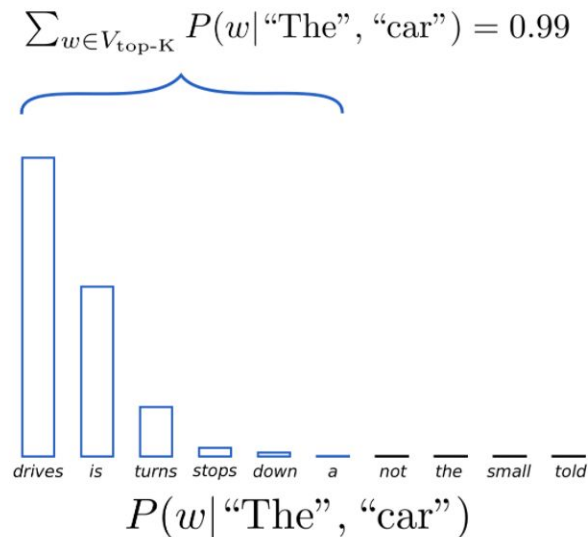 ∑w∈Vtop-K P(w|“The”, “car”) = 0.99
drives is turns stops down a not the small told
P(w|“The”, “car”)